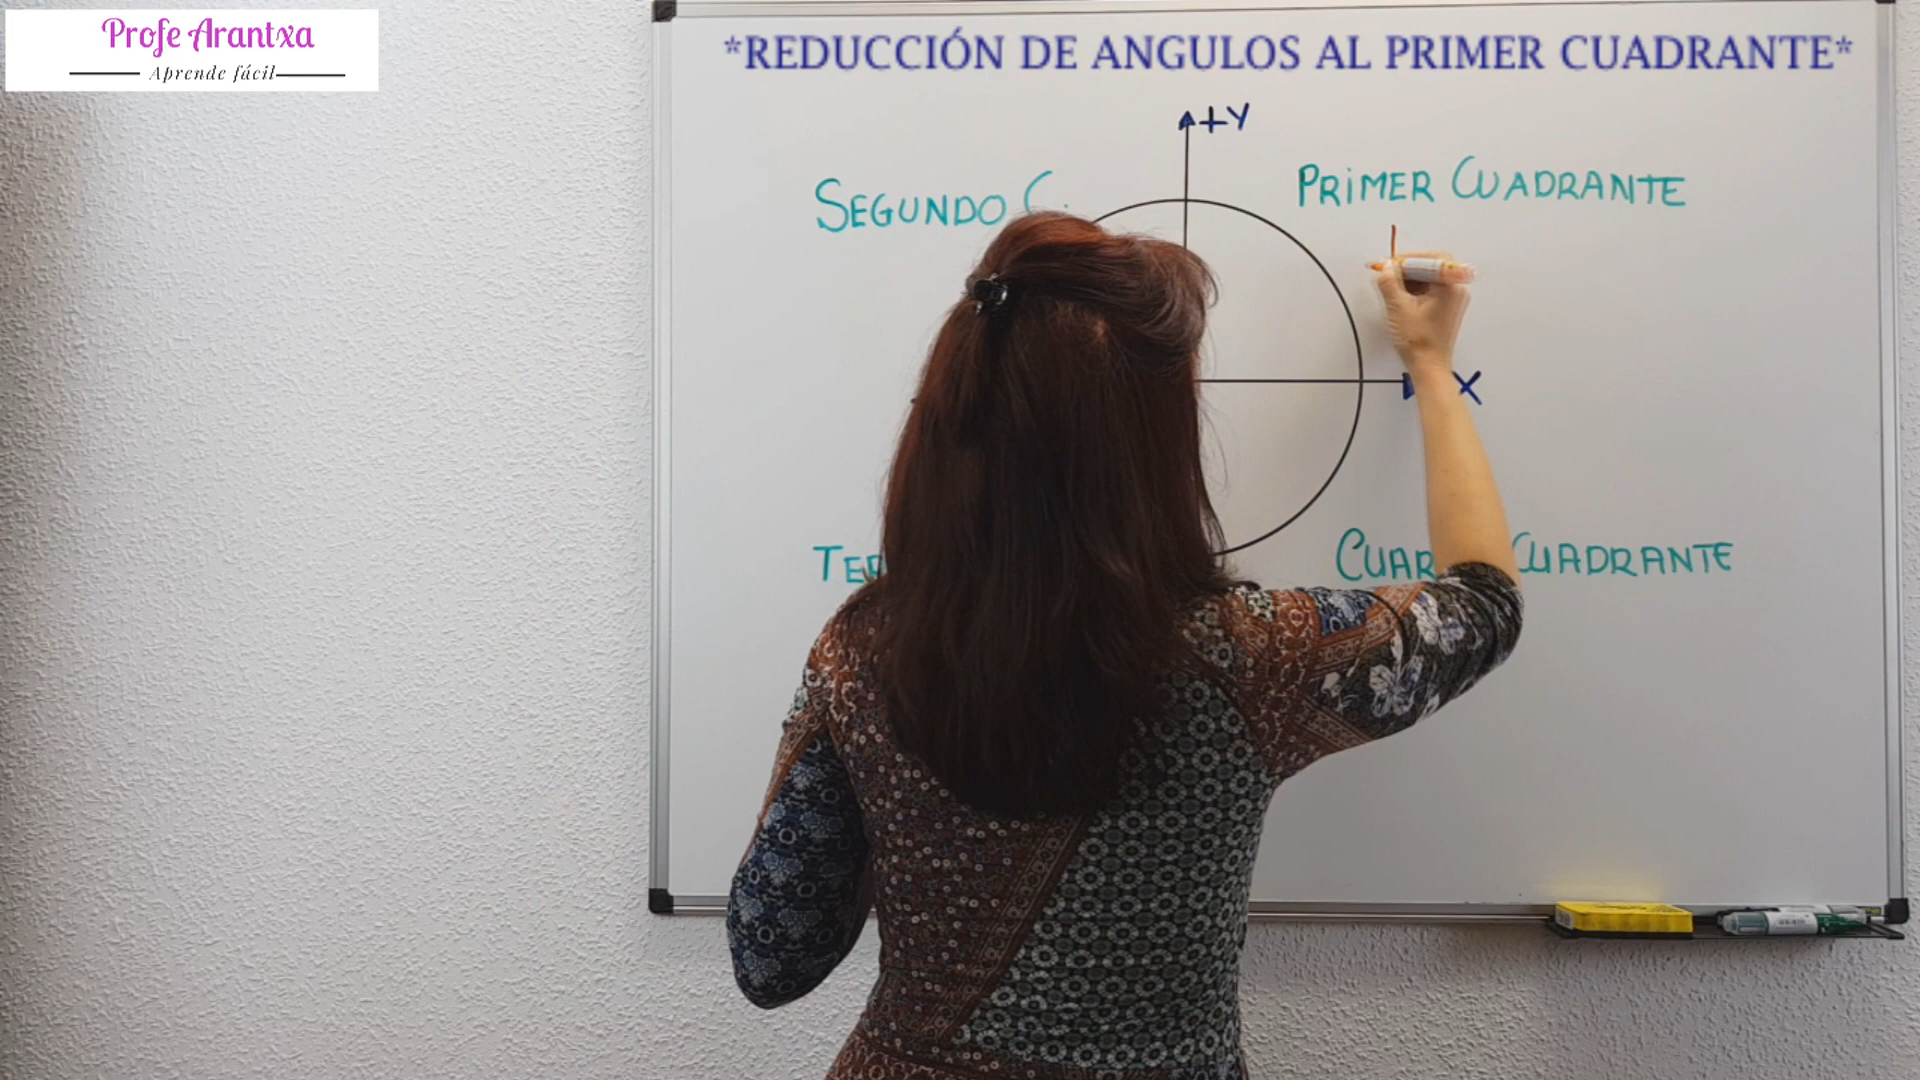 Profe Arantxa
Aprende fácil
*REDUCCIÓN DE ANGULOS AL PRIMER CUADRANTE*
+Y
SEGUNDO C.
PRIMER CUADRANTE
X
CUADRANTE